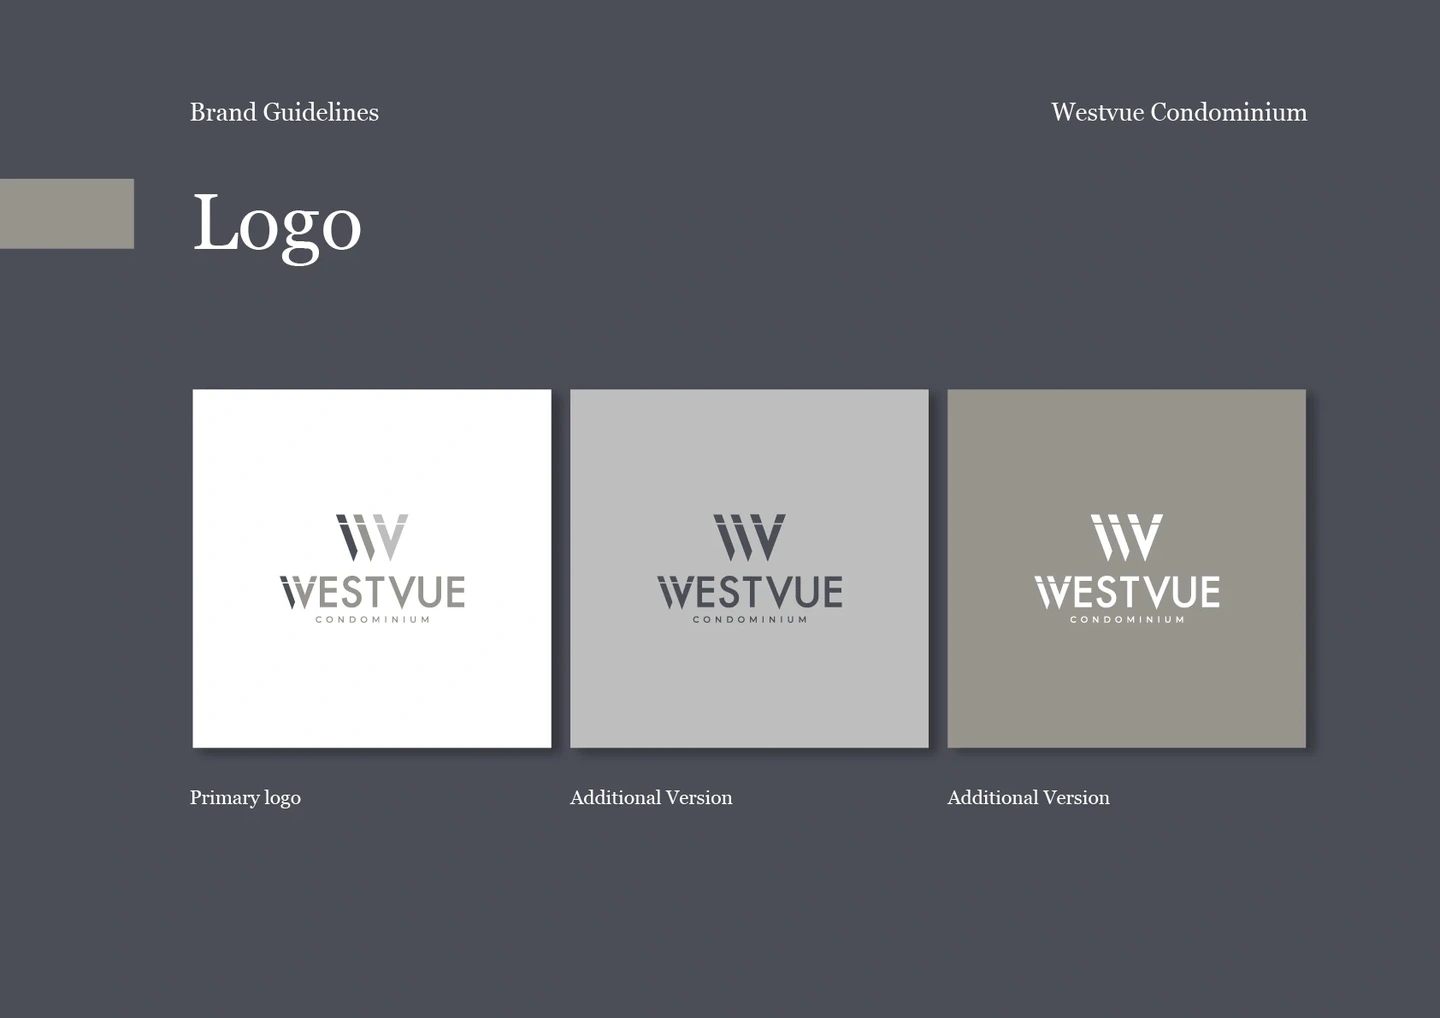 Brand Guidelines
Westvue Condominium
Logo
WESTVUE
CONDOMINIUM
WESTVUE
CONDOMINIUM
WESTVUE
CONDOMINIUM
Primary logo
Additional Version
Additional Version